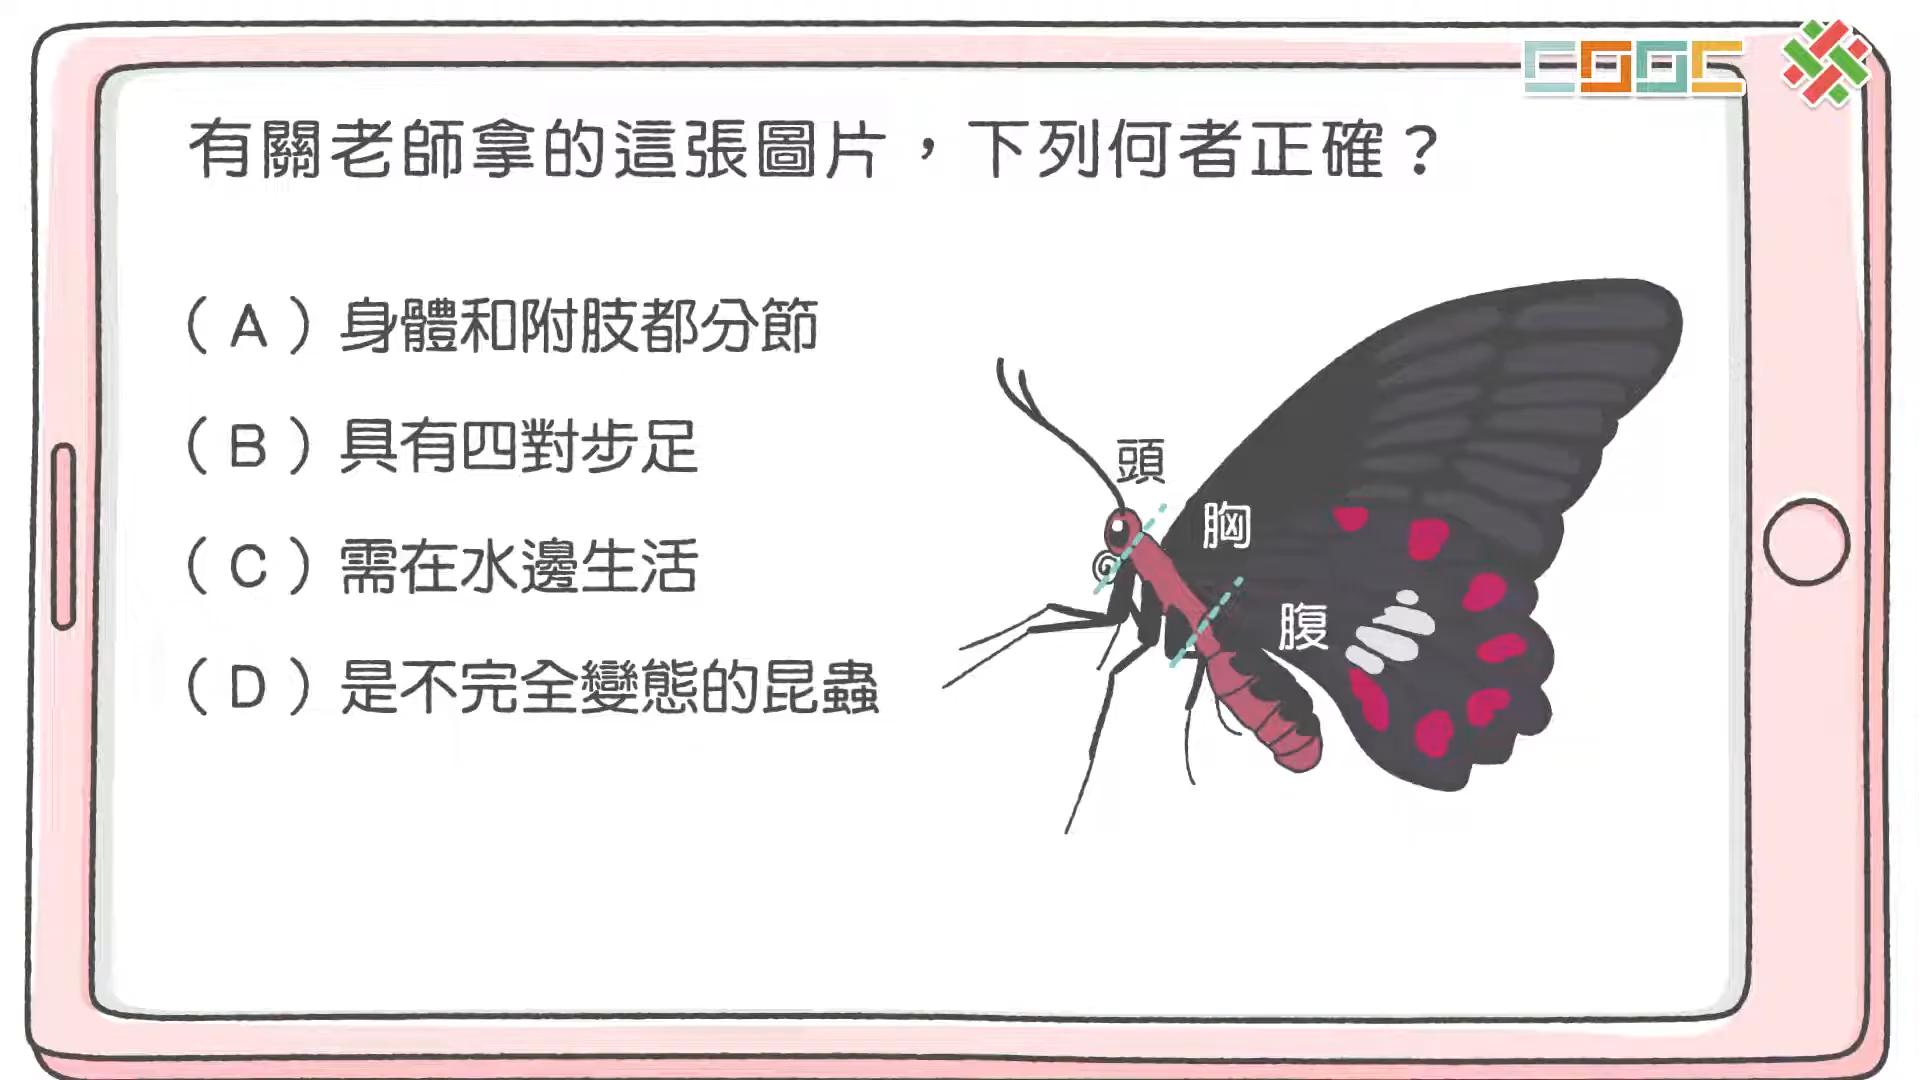 有關老師拿的這張圖片，下列何者正確？
（A）身體和附肢都分節
（B）具有四對步足
（C）需在水邊生活
（D）是不完全變態的昆蟲
頭
胸
腹